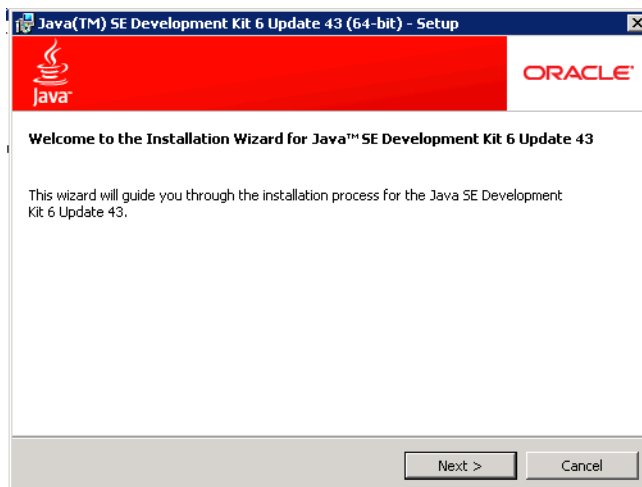 Java(TM) SE Development Kit 6 Update 43 (64-bit) - Setup
Java™
ORACLE®
Welcome to the Installation Wizard for Java™ SE Development Kit 6 Update 43
This wizard will guide you through the installation process for the Java SE Development
Kit 6 Update 43.
Next >
Cancel